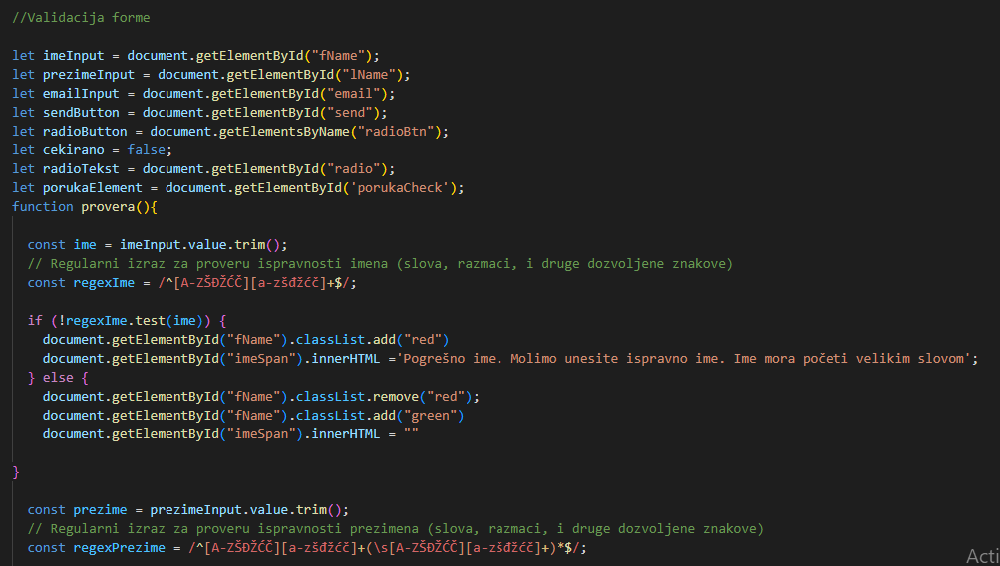 //Validacija forme
let imeInput = document.getElementById("fName");
let prezimeInput = document.getElementById("lName");
let emailInput = document.getElementById("email");
let sendButton = document.getElementById("send");
let radioButton = document.getElementsByName("radioBtn");
let cekirano = false;
let radioTekst = document.getElementById("radio");
let porukaElement = document.getElementById('porukaCheck');
function provera(){
const ime = imeInput.value.trim();
// Regularni izraz za proveru ispravnosti imena (slova, razmaci, i druge dozvoljene znakove)
const regexIme = /^[A-ZŠĐŽĆČ][a-zšđžćč]+$/;
if (!regexIme.test(ime)) {
document.getElementById("fName").classList.add("red")
document.getElementById("imeSpan").innerHTML ='Pogrešno ime. Molimo unesite ispravno ime. Ime mora početi velikim slovom';
} else {
document.getElementById("fName").classList.remove("red");
document.getElementById("fName").classList.add("green")
document.getElementById("imeSpan").innerHTML = ""
}
const prezime = prezimeInput.value.trim();
// Regularni izraz za proveru ispravnosti prezimena (slova, razmaci, i druge dozvoljene znakove)
const regexPrezime = /^[A-ZŠĐŽĆČ][a-zšđžćč]+(\s[A-ZŠĐŽĆČ][a-zšđžćč]+)*$/;
Acti